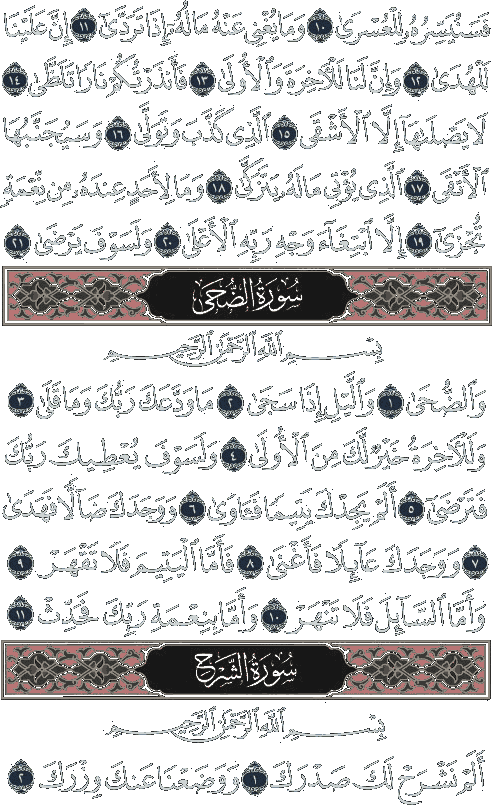 فَسَنُيَسِّرُهُۥ لِلْعُسْرَىٰ ١٠ وَمَا يُغْنِى عَنْهُ مَالُهُۥٓ إِذَا تَرَدَّىٰٓ ١١ إِنَّ عَلَيْنَا
لَلْهُدَىٰ ١٢ وَإِنَّ لَنَا لَلْـَٔاخِرَةَ وَٱلْأُولَىٰ ١٣ فَأَنذَرْتُكُمْ نَارًا تَلَظَّىٰ ١٤
لَا يَصْلَىٰهَآ إِلَّا ٱلْأَشْقَى ١٥ ٱلَّذِى كَذَّبَ وَتَوَلَّىٰ ١٦ وَسَيُجَنَّبُهَا
ٱلْأَتْقَى ١٧ ٱلَّذِى يُؤْتِى مَالَهُۥ يَتَزَكَّىٰ ١٨ وَمَا لِأَحَدٍ عِندَهُۥ مِن نِّعْمَةٍ
تُجْزَىٰٓ ١٩ إِلَّا ٱبْتِغَآءَ وَجْهِ رَبِّهِ ٱلْأَعْلَىٰ ٢٠ وَلَسَوْفَ يَرْضَىٰ ٢١
سُورَةُ الضُّحَى
بِسْمِ ٱللَّهِ ٱلرَّحْمَٰنِ ٱلرَّحِيمِ
وَٱلضُّحَىٰ ١ وَٱلَّيْلِ إِذَا سَجَىٰ ٢ مَا وَدَّعَكَ رَبُّكَ وَمَا قَلَىٰ ٣
وَلَلْـَٔاخِرَةُ خَيْرٌ لَّكَ مِنَ ٱلْأُولَىٰ ٤ وَلَسَوْفَ يُعْطِيكَ رَبُّكَ
فَتَرْضَىٰٓ ٥ أَلَمْ يَجِدْكَ يَتِيمًا فَـَٔاوَىٰ ٦ وَوَجَدَكَ ضَآلًّا فَهَدَىٰ
٧ وَوَجَدَكَ عَآئِلًا فَأَغْنَىٰ ٨ فَأَمَّا ٱلْيَتِيمَ فَلَا تَقْهَرْ ٩
وَأَمَّا ٱلسَّآئِلَ فَلَا تَنْهَرْ ١٠ وَأَمَّا بِنِعْمَةِ رَبِّكَ فَحَدِّثْ ١١
سُورَةُ الشَّرْحِ
بِسْمِ ٱللَّهِ ٱلرَّحْمَٰنِ ٱلرَّحِيمِ
أَلَمْ نَشْرَحْ لَكَ صَدْرَكَ ١ وَوَضَعْنَا عَنكَ وِزْرَكَ ٢